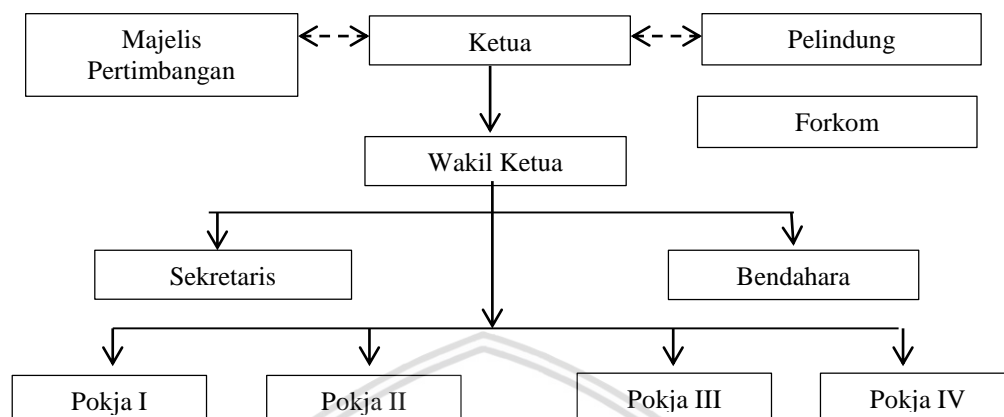 Majelis
Pertimbangan
Ketua
Pelindung
Forkom
Wakil Ketua
Sekretaris
Bendahara
Pokja I
Pokja II
Pokja III
Pokja IV